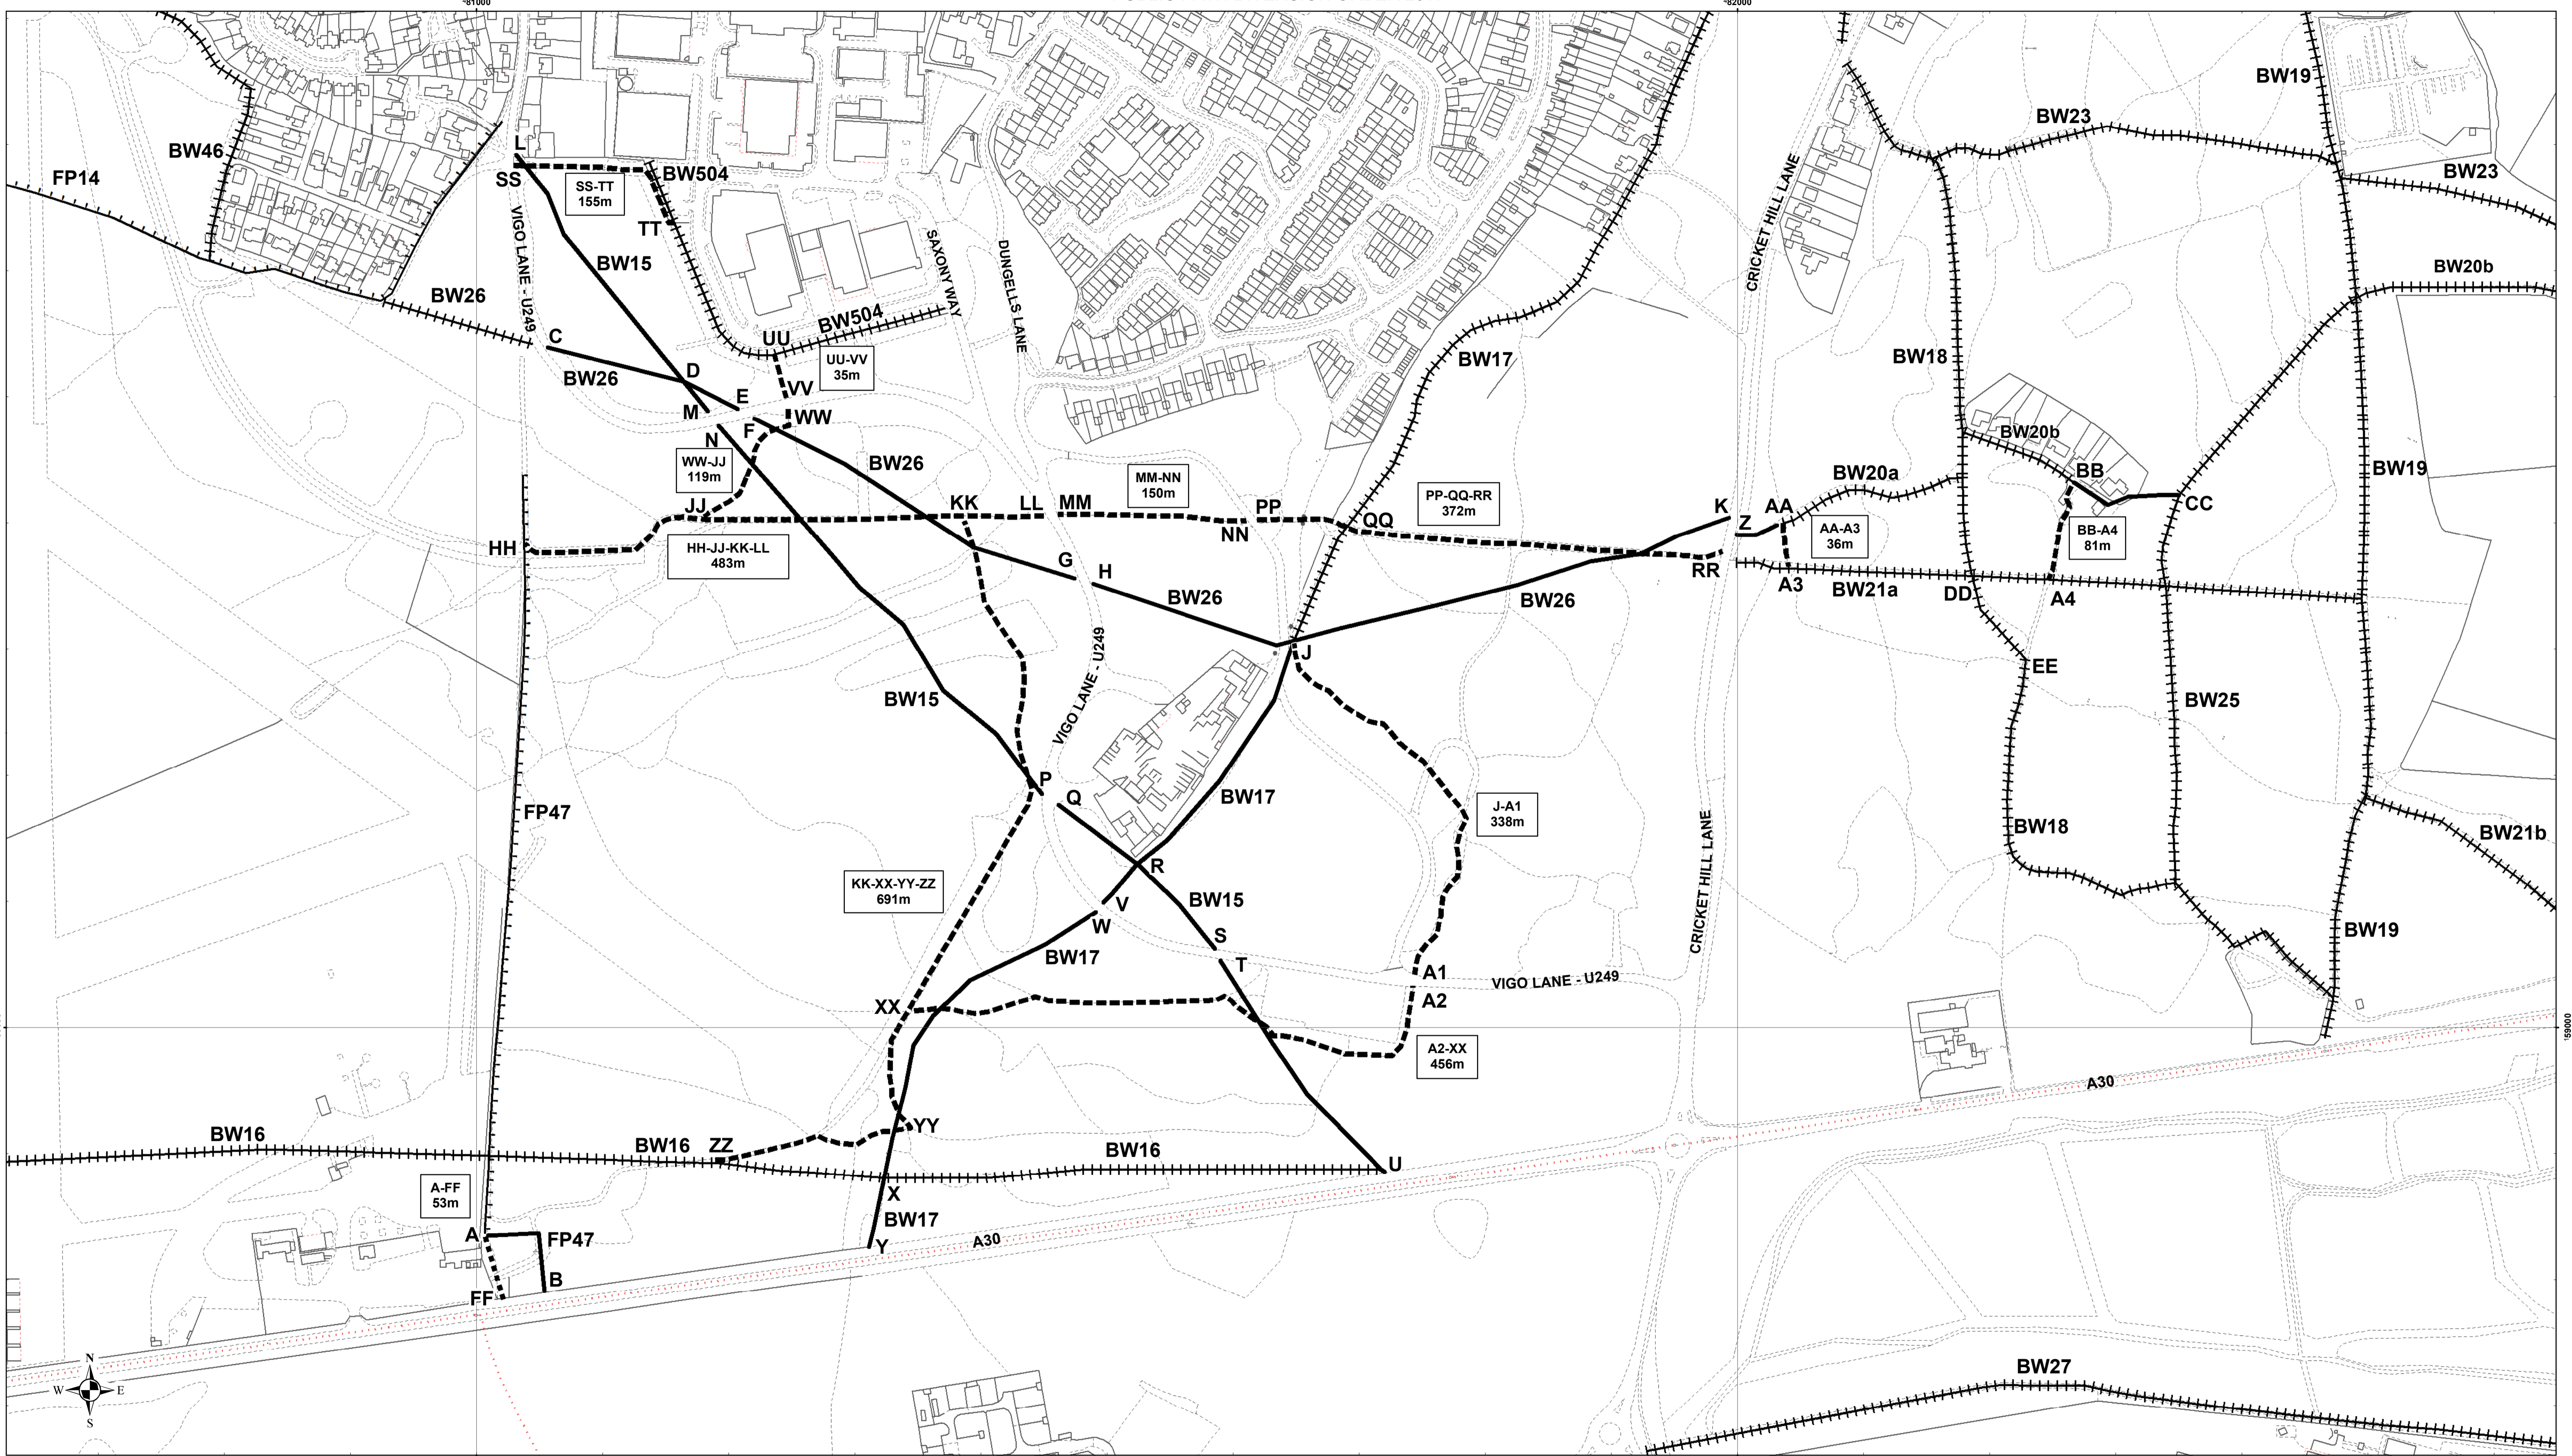 81000
82000
BW19
BW46
FP14
L
SS
SS-TT
155m
BW504
TT
BW23
BW23
VIGO LANE - U249
BW15
SAXONY WAY
DUNGELLS LANE
CRICKET HILL LANE
BW26
BW20b
C
BW26
D
E
M
N
F
UU
BW504
UU-VV
35m
VV
WW
BW17
BW18
WW-JJ
119m
BW26
MM-NN
150m
PP-QQ-RR
372m
BW20b
BW20a
BB
CC
BW19
JJ
KK
LL
MM
NN
PP
QQ
K
Z
AA
AA-A3
36m
BB-A4
81m
HH
HH-JJ-KK-LL
483m
G
H
BW26
BW26
RR
A3
BW21a
DD
A4
J
EE
VIGO LANE - U249
BW15
BW25
P
Q
BW17
J-A1
338m
FP47
CRICKET HILL LANE
BW18
BW21b
R
KK-XX-YY-ZZ
691m
V
W
BW15
S
T
BW17
BW19
A1
A2
VIGO LANE - U249
XX
159000
A2-XX
456m
A30
YY
BW16
BW16
ZZ
BW16
U
A-FF
53m
X
BW17
A
FP47
Y
A30
B
FF
N
W
E
S
BW27